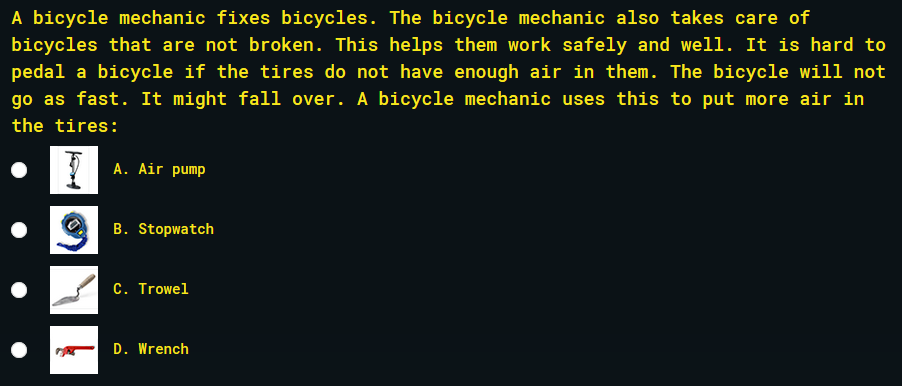 A bicycle mechanic fixes bicycles. The bicycle mechanic also takes care of
bicycles that are not broken. This helps them work safely and well. It is hard to
pedal a bicycle if the tires do not have enough air in them. The bicycle will not
go as fast. It might fall over. A bicycle mechanic uses this to put more air in
the tires:
A. Air pump
B. Stopwatch
C. Trowel
D. Wrench